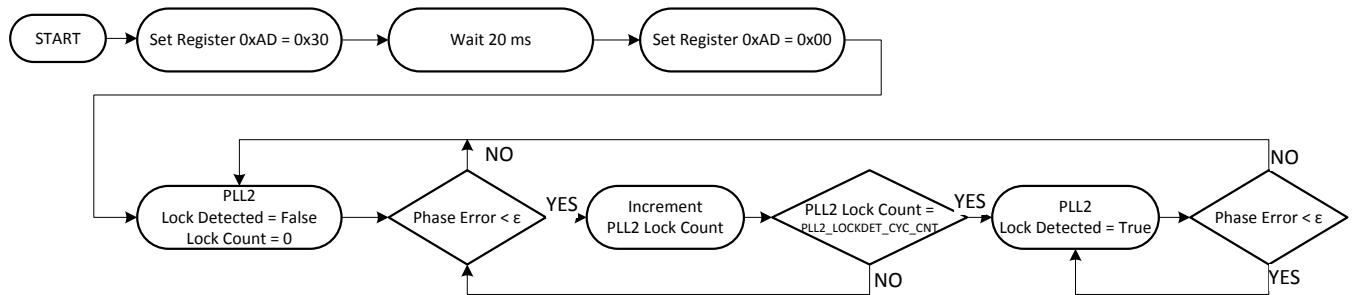 START
Set Register 0xAD = 0x30
Wait 20 ms
Set Register 0xAD = 0x00
NO
NO
PLL2
Lock Detected = False
Lock Count = 0
Phase Error < ε
YES
Increment
PLL2 Lock Count
PLL2 Lock Count =
PLL2_LOCKDET_CYC_CNT
YES
PLL2
Lock Detected = True
Phase Error < ε
NO
YES